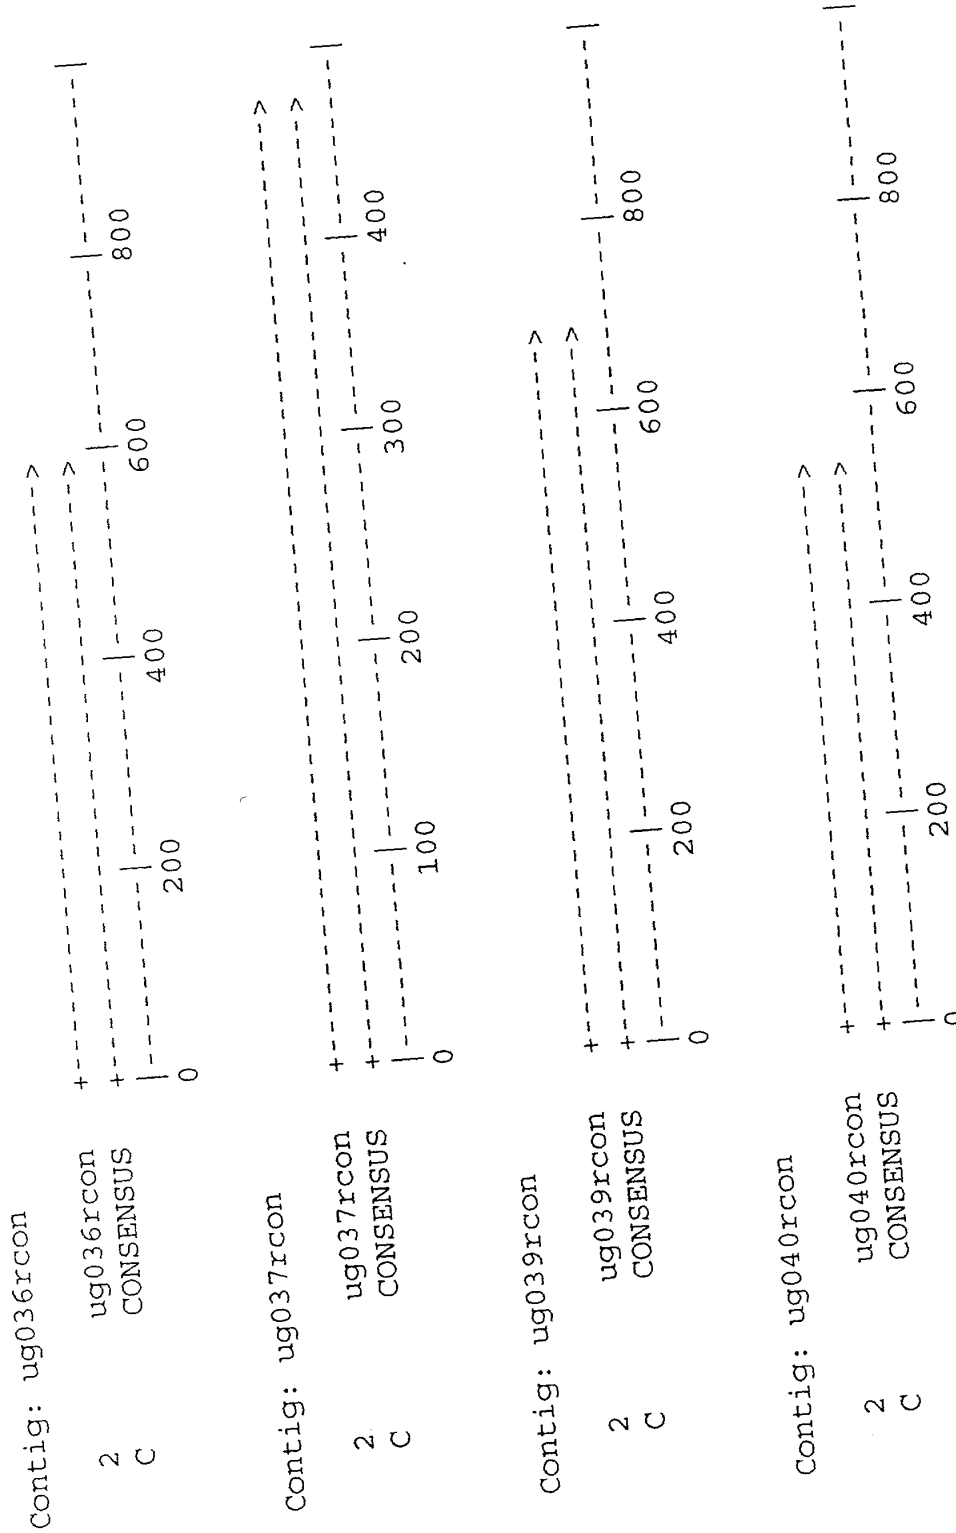 Contig: ug036rcon
2 ug036rcon +---------------------------->
C CONSENSUS +---------------------------->
|---------|---------|---------|---------|---------|
0 200 400 600 800
Contig: ug037rcon
2 ug037rcon +---------------------------------------------->
C CONSENSUS +---------------------------------------------->
|---------|---------|---------|---------|---------|
0 100 200 300 400
Contig: ug039rcon
2 ug039rcon +----------------------------------->
C CONSENSUS +----------------------------------->
|---------|---------|---------|---------|---------|
0 200 400 600 800
Contig: ug040rcon
2 ug040rcon +--------------------------->
C CONSENSUS +--------------------------->
|---------|---------|---------|---------|---------|
0 200 400 600 800